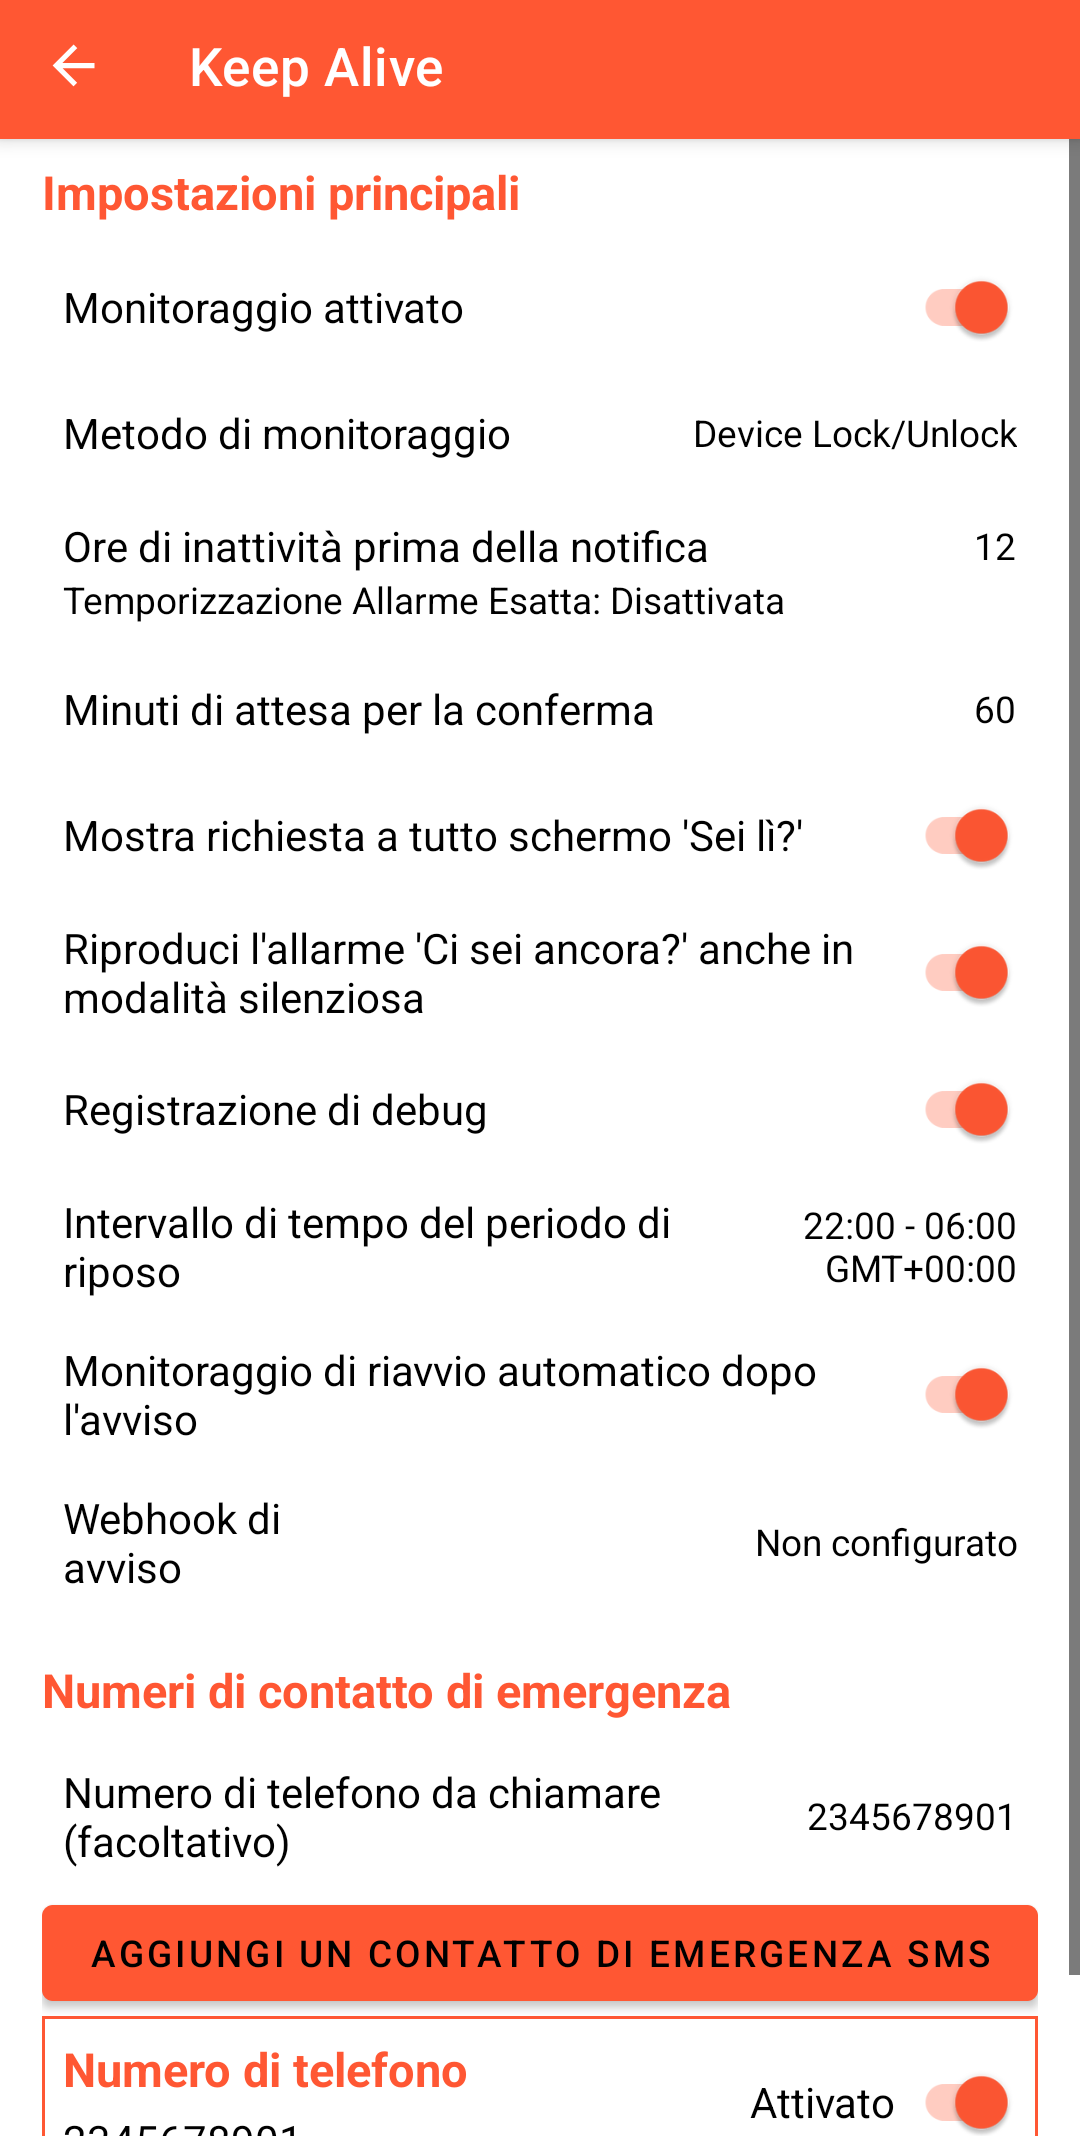 Keep Alive
Impostazioni principali
Monitoraggio attivato
Metodo di monitoraggio
Device Lock/Unlock
Ore di inattività prima della notifica
12
Temporizzazione Allarme Esatta: Disattivata
Minuti di attesa per la conferma
60
Mostra richiesta a tutto schermo 'Sei lì?'
Riproduci l'allarme 'Ci sei ancora?' anche in
modalità silenziosa
Registrazione di debug
Intervallo di tempo del periodo di
riposo
22:00 - 06:00
GMT+00:00
Monitoraggio di riavvio automatico dopo
l'avviso
Webhook di
avviso
Non configurato
Numeri di contatto di emergenza
Numero di telefono da chiamare
(facoltativo)
2345678901
AGGIUNGI UN CONTATTO DI EMERGENZA SMS
Numero di telefono
Attivato
2345678901